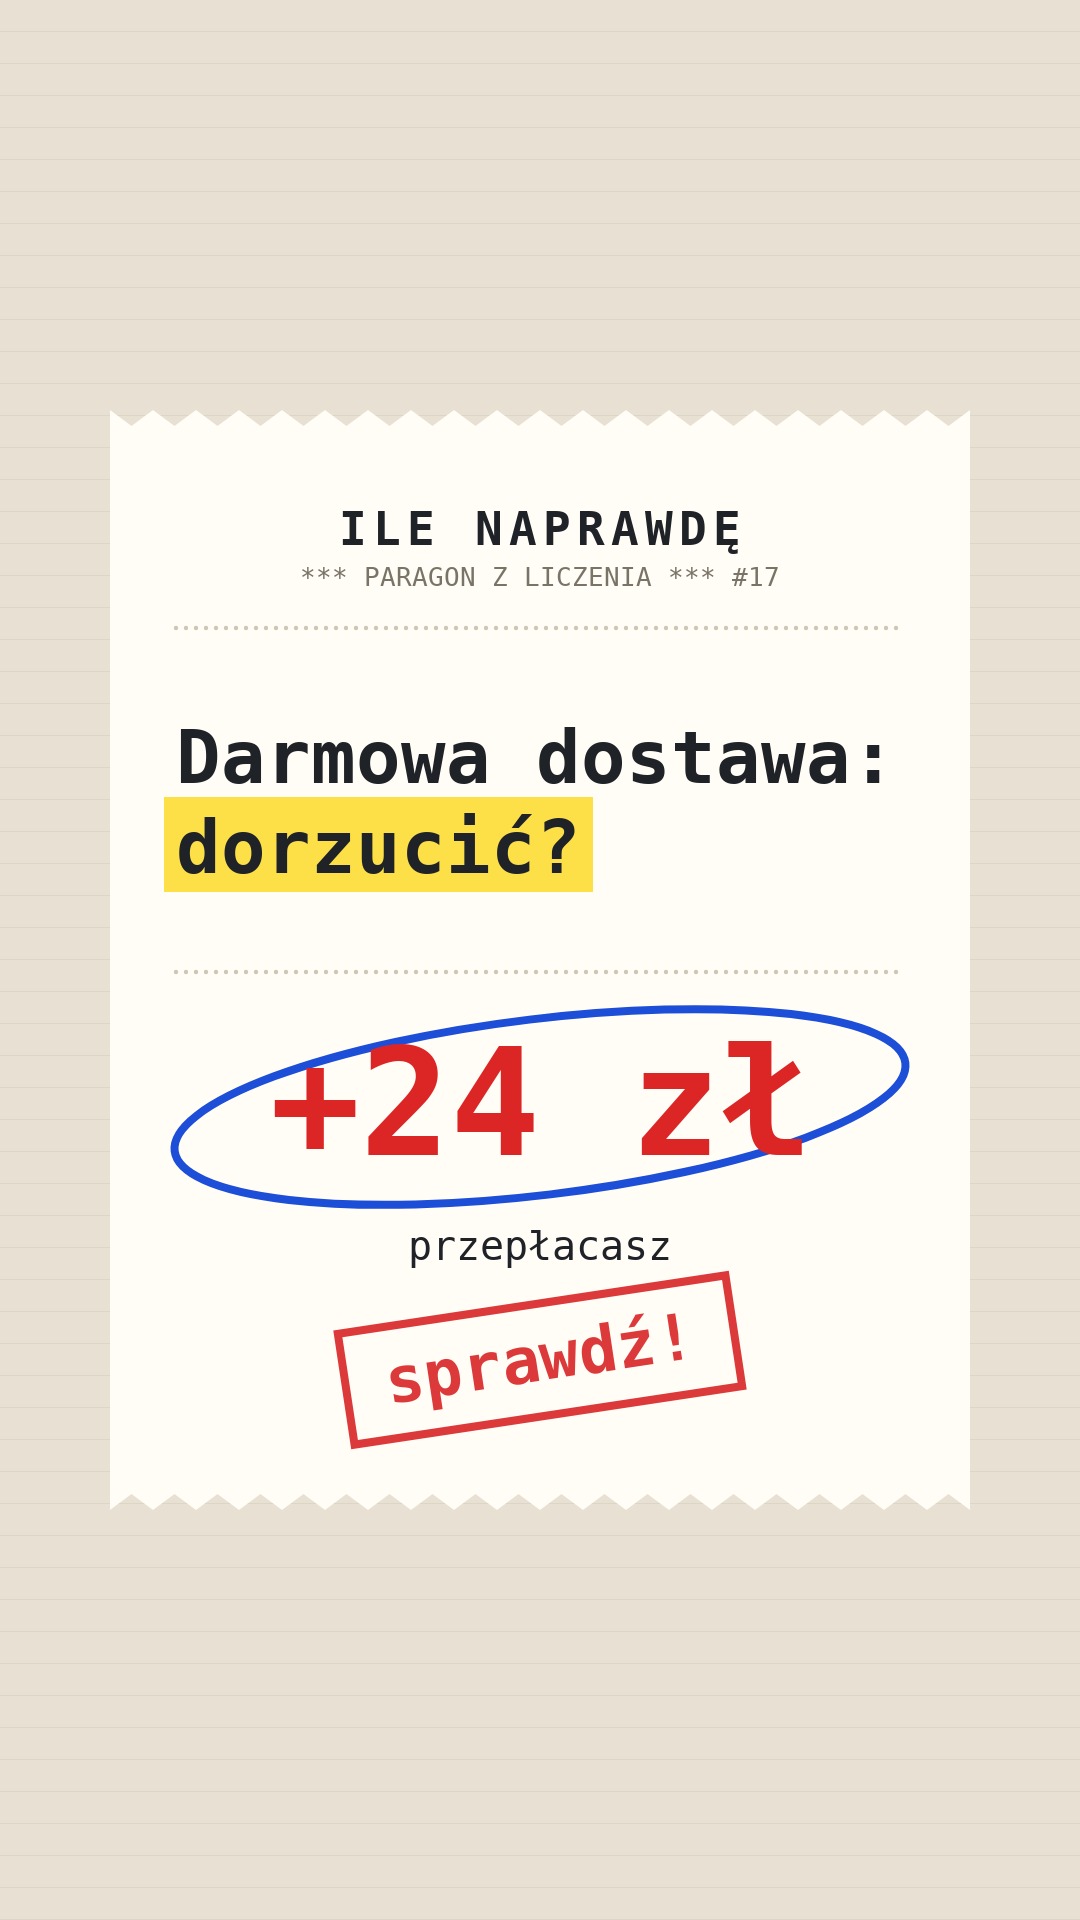 ILE NAPRAWDĘ
*** PARAGON Z LICZENIA *** #17
Darmowa dostawa:
dorzucić?
+24 zł
przepłacasz
sprawdź!